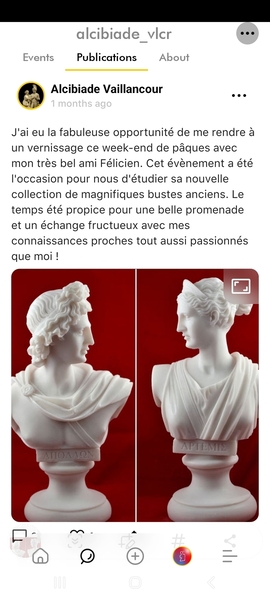 alcibiade_vlcr
Events Publications About
Alcibiade Vaillancour
1 months ago
J'ai eu la fabuleuse opportunité de me rendre à
un vernissage ce week-end de pâques avec
mon très bel ami Félicien. Cet évènement a été
l'occasion pour nous d'étudier sa nouvelle
collection de magnifiques bustes anciens. Le
temps été propice pour une belle promenade
et un échange fructueux avec mes
connaissances proches tout aussi passionnés
que moi !
ARTEMIS